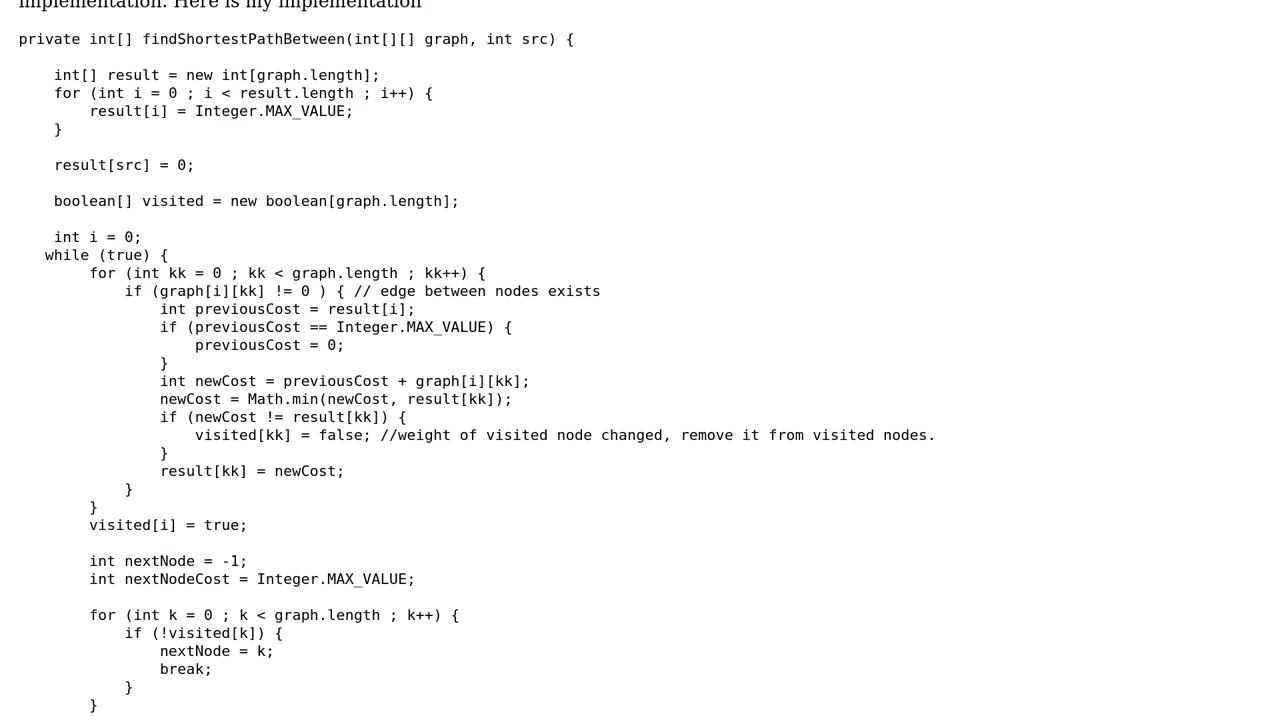 implementation. Here is my implementation
private int[] findShortestPathBetween(int[][] graph, int src) {
int[] result = new int[graph.length];
for (int i = 0 ; i < result.length ; i++) {
result[i] = Integer.MAX_VALUE;
}
result[src] = 0;
boolean[] visited = new boolean[graph.length];
int i = 0;
while (true) {
for (int kk = 0 ; kk < graph.length ; kk++) {
if (graph[i][kk] != 0 ) { // edge between nodes exists
int previousCost = result[i];
if (previousCost == Integer.MAX_VALUE) {
previousCost = 0;
}
int newCost = previousCost + graph[i][kk];
newCost = Math.min(newCost, result[kk]);
if (newCost != result[kk]) {
visited[kk] = false; //weight of visited node changed, remove it from visited nodes.
}
result[kk] = newCost;
}
}
visited[i] = true;
int nextNode = -1;
int nextNodeCost = Integer.MAX_VALUE;
for (int k = 0 ; k < graph.length ; k++) {
if (!visited[k]) {
nextNode = k;
break;
}
}